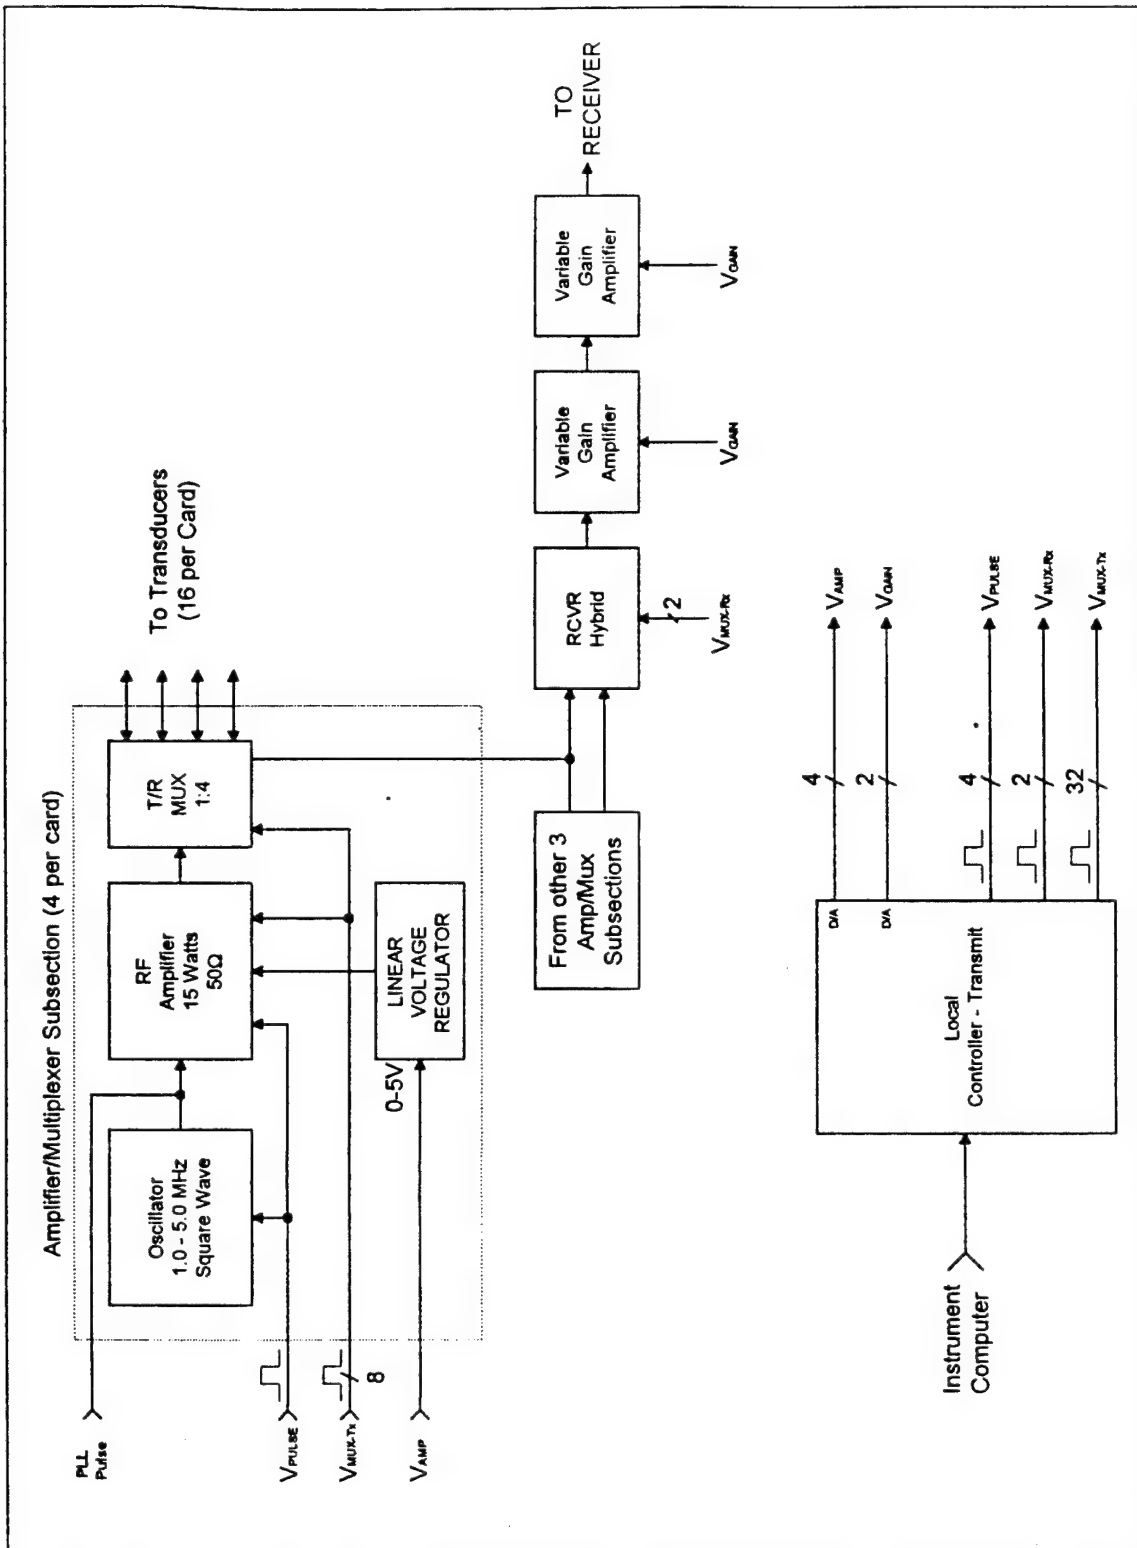 Amplifier/Multiplexer Subsection (4 per card)
PLL
Pulse
Oscillator
1.0 - 5.0 MHz
Square Wave
RF
Amplifier
15 Watts
50Ω
T/R
MUX
1:4
To Transducers
(16 per Card)
VPULSE
VMUX-Tx
8
VAMP
0-5V
LINEAR
VOLTAGE
REGULATOR
From other 3
Amp/Mux
Subsections
RCVR
Hybrid
2
VMUX-Rx
Variable
Gain
Amplifier
VGAIN
Variable
Gain
Amplifier
VGAIN
TO
RECEIVER
Instrument
Computer
Local
Controller - Transmit
D/A
4
VAMP
D/A
2
VGAIN
4
VPULSE
2
VMUX-Rx
32
VMUX-Tx